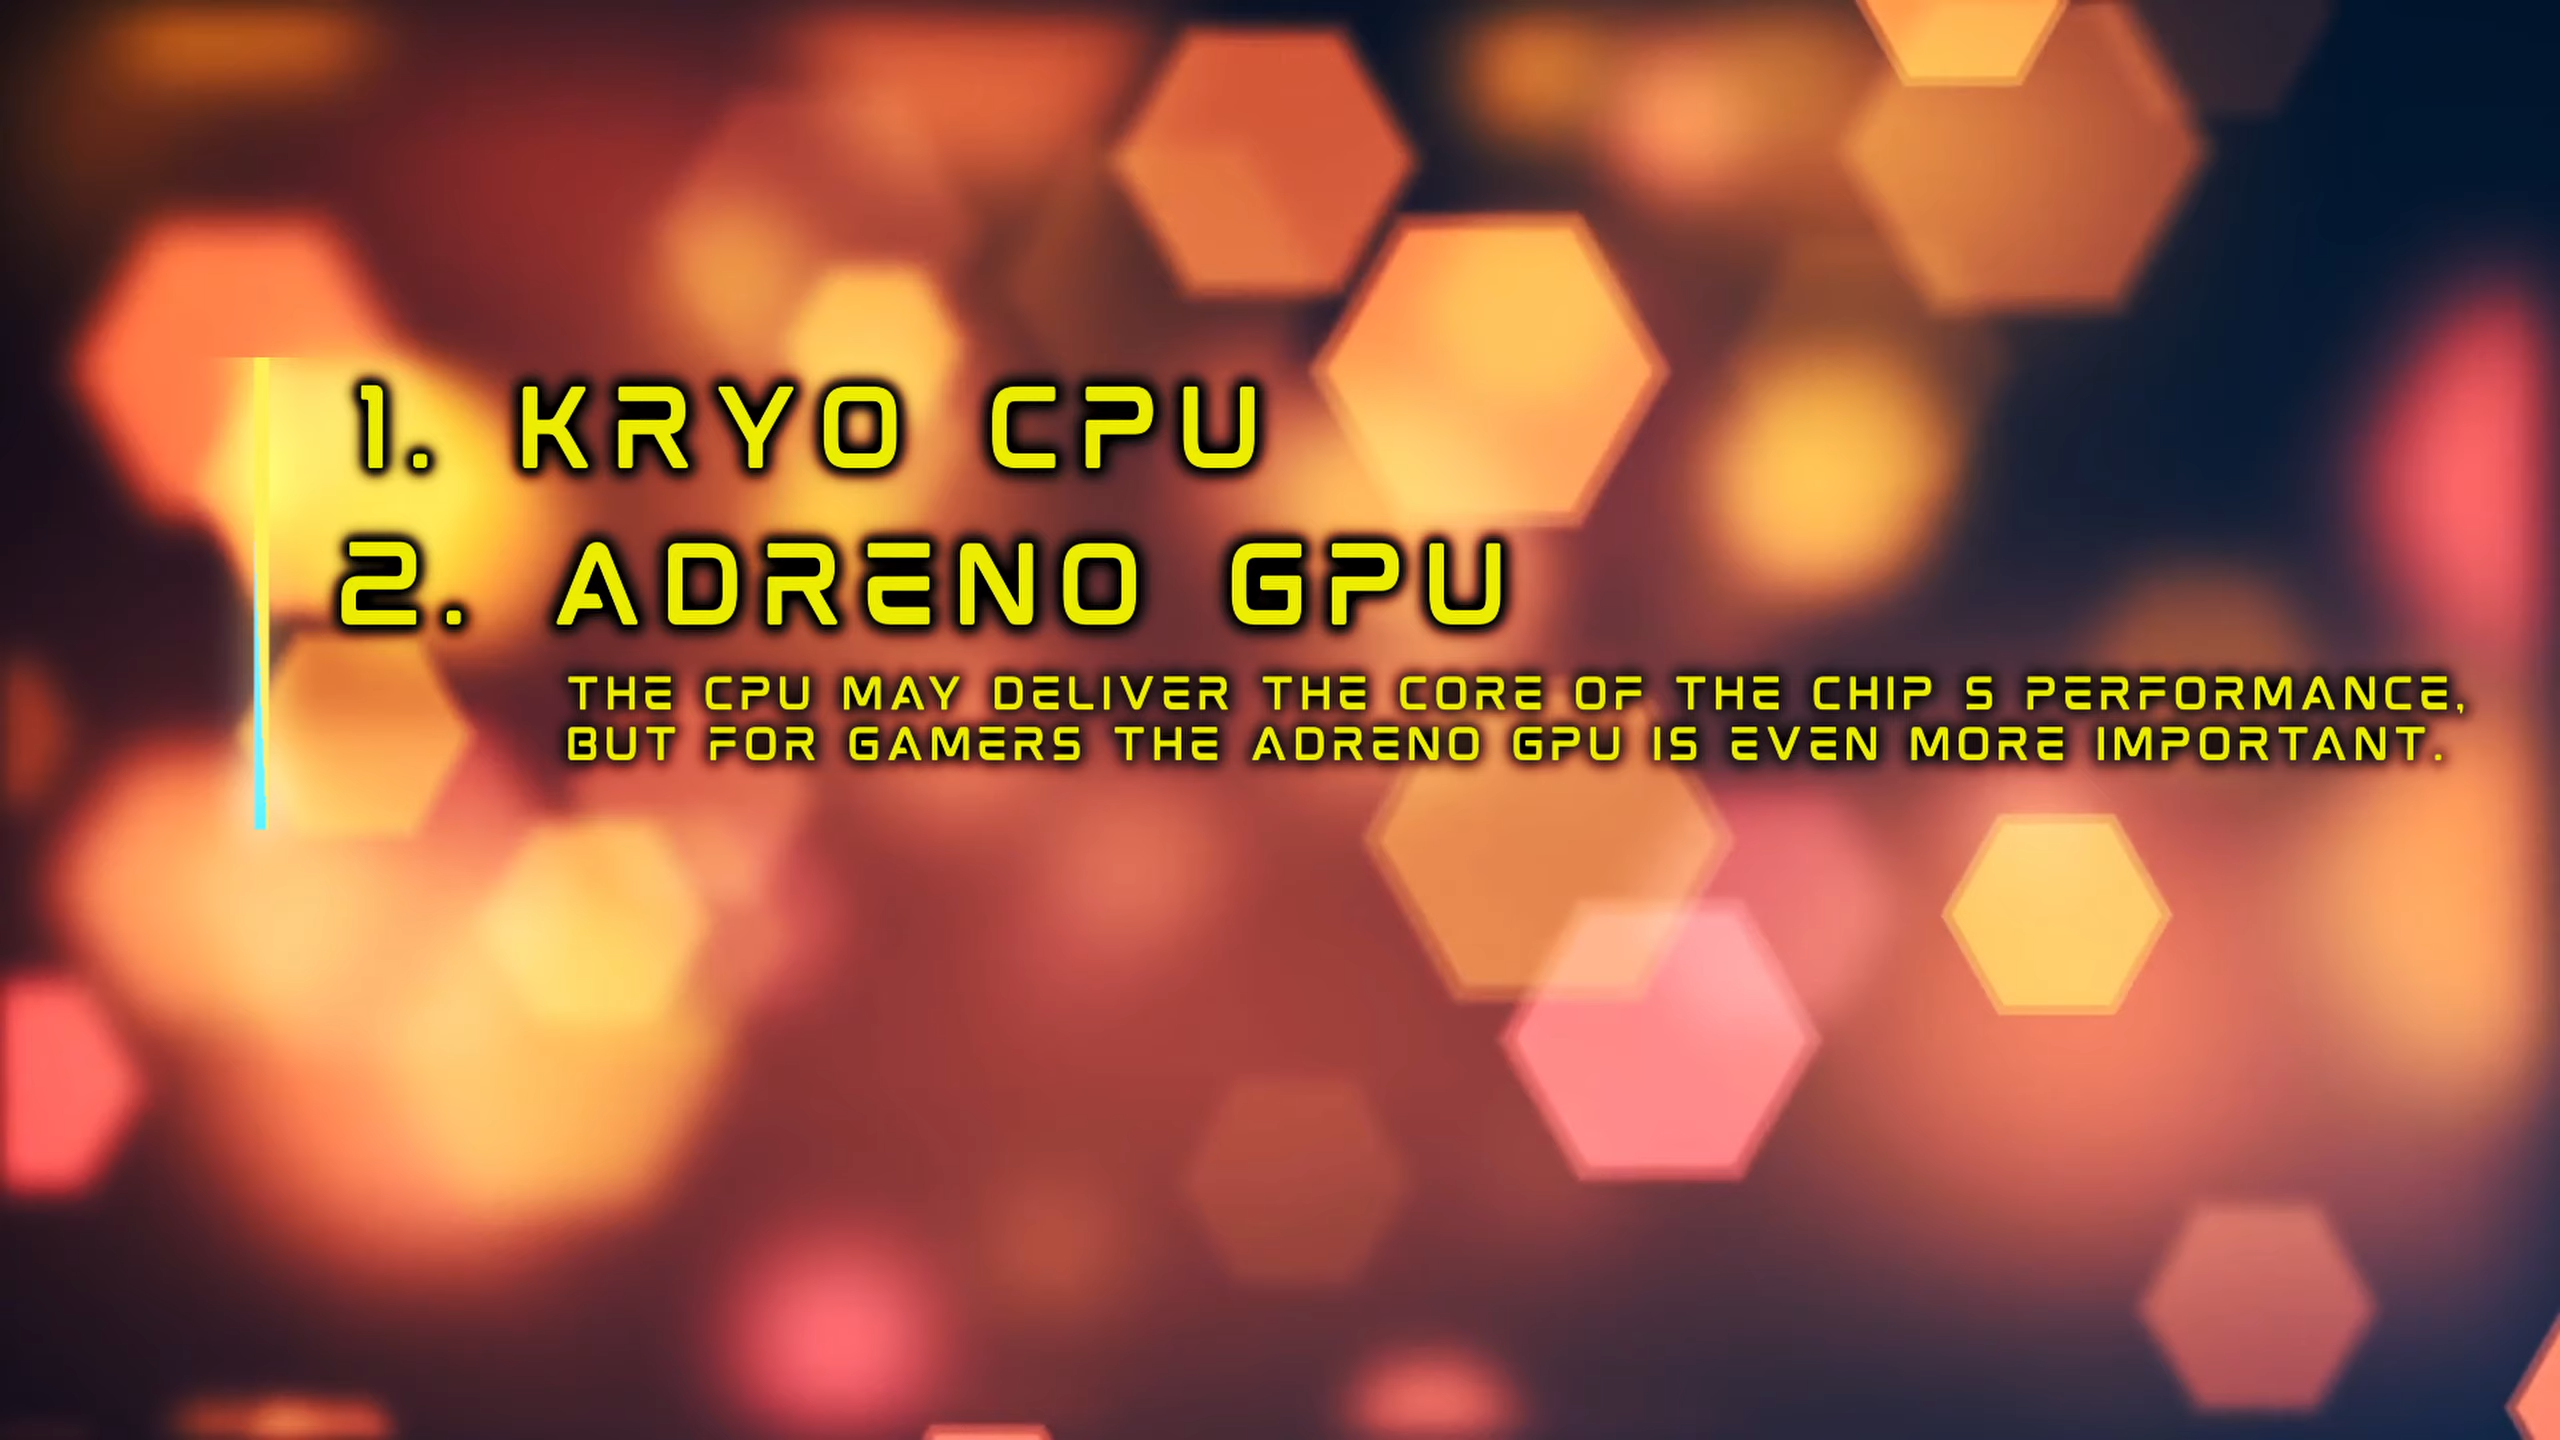 1. KRYO CPU
2. ADRENO GPU
THE CPU MAY DELIVER THE CORE OF THE CHIP S PERFORMANCE,
BUT FOR GAMERS THE ADRENO GPU IS EVEN MORE IMPORTANT.